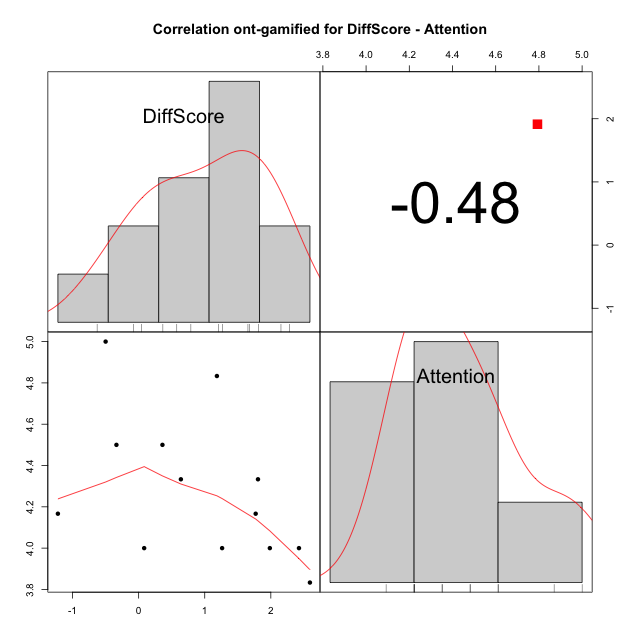 Correlation ont-gamified for DiffScore - Attention
3.8 4.0 4.2 4.4 4.6 4.8 5.0
DiffScore
-0.48
2
1
0
-1
Attention
5.0
4.8
4.6
4.4
4.2
4.0
3.8
-1 0 1 2